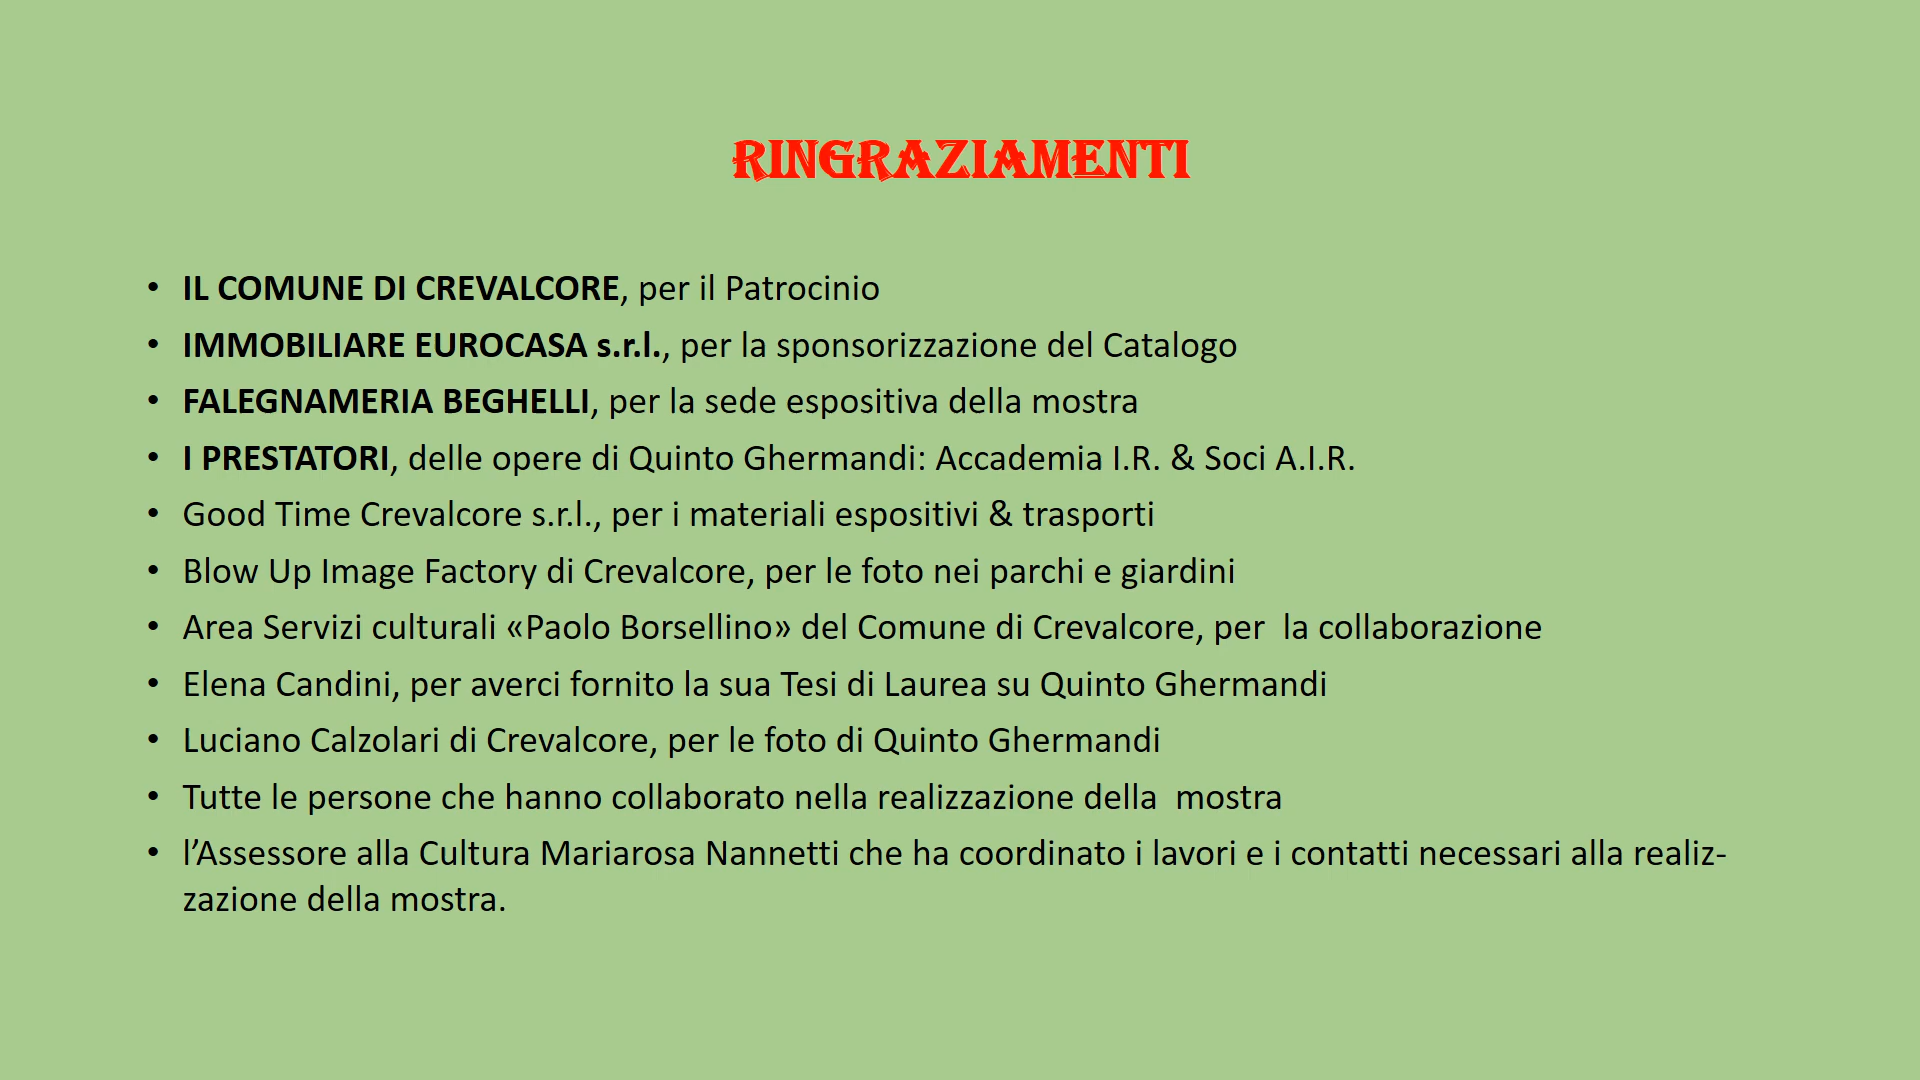 RINGRAZIAMENTI
• IL COMUNE DI CREVALCORE, per il Patrocinio
• IMMOBILIARE EUROCASA s.r.l., per la sponsorizzazione del Catalogo
• FALEGNAMERIA BEGHELLI, per la sede espositiva della mostra
• I PRESTATORI, delle opere di Quinto Ghermandi: Accademia I.R. & Soci A.I.R.
• Good Time Crevalcore s.r.l., per i materiali espositivi & trasporti
• Blow Up Image Factory di Crevalcore, per le foto nei parchi e giardini
• Area Servizi culturali «Paolo Borsellino» del Comune di Crevalcore, per  la collaborazione
• Elena Candini, per averci fornito la sua Tesi di Laurea su Quinto Ghermandi
• Luciano Calzolari di Crevalcore, per le foto di Quinto Ghermandi
• Tutte le persone che hanno collaborato nella realizzazione della  mostra
• l’Assessore alla Cultura Mariarosa Nannetti che ha coordinato i lavori e i contatti necessari alla realiz-
zazione della mostra.